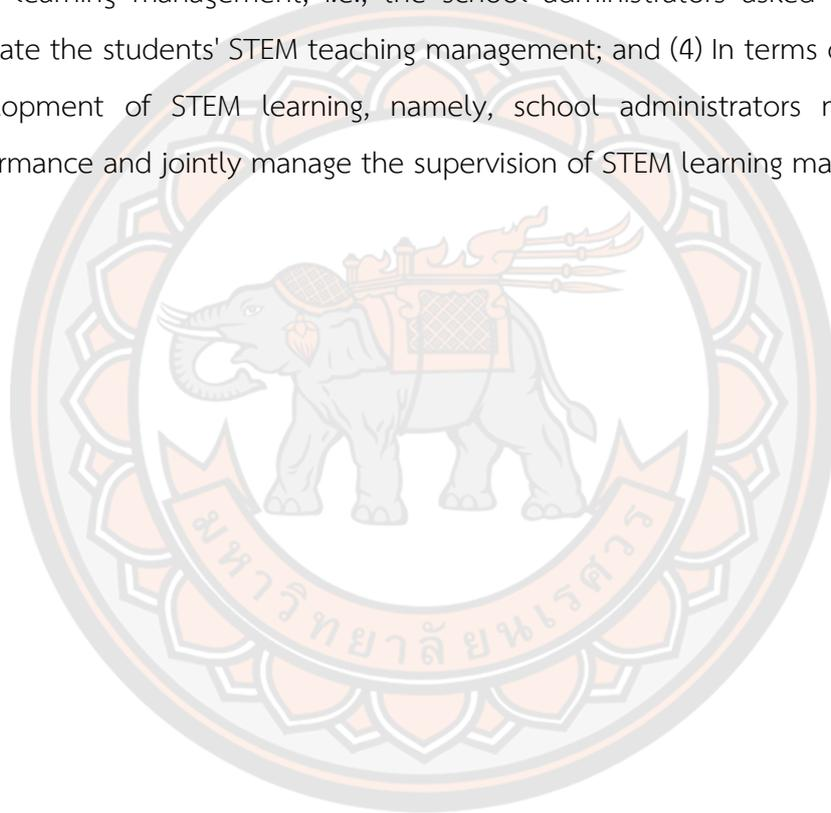 learning management, i.e., the school administrators asked
ate the students' STEM teaching management; and (4) In terms
opment of STEM learning, namely, school administrators
rmance and jointly manage the supervision of STEM learning
มหาวิทยาลัยนเรศวร